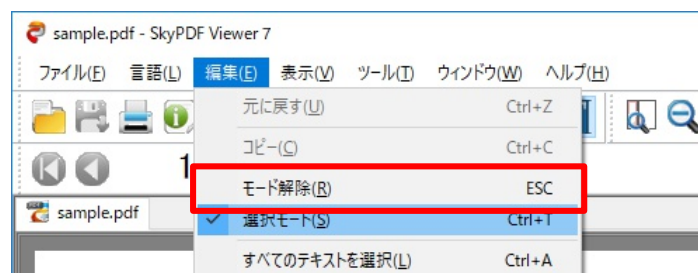 sample.pdf - SkyPDF Viewer 7
ファイル(F) 言語(L) 編集(E) 表示(V) ツール(T) ウィンドウ(W) ヘルプ(H)
元に戻す(U) Ctrl+Z
コピー(C) Ctrl+C
1
モード解除(R) ESC
sample.pdf
選択モード(S) Ctrl+T
すべてのテキストを選択(L) Ctrl+A